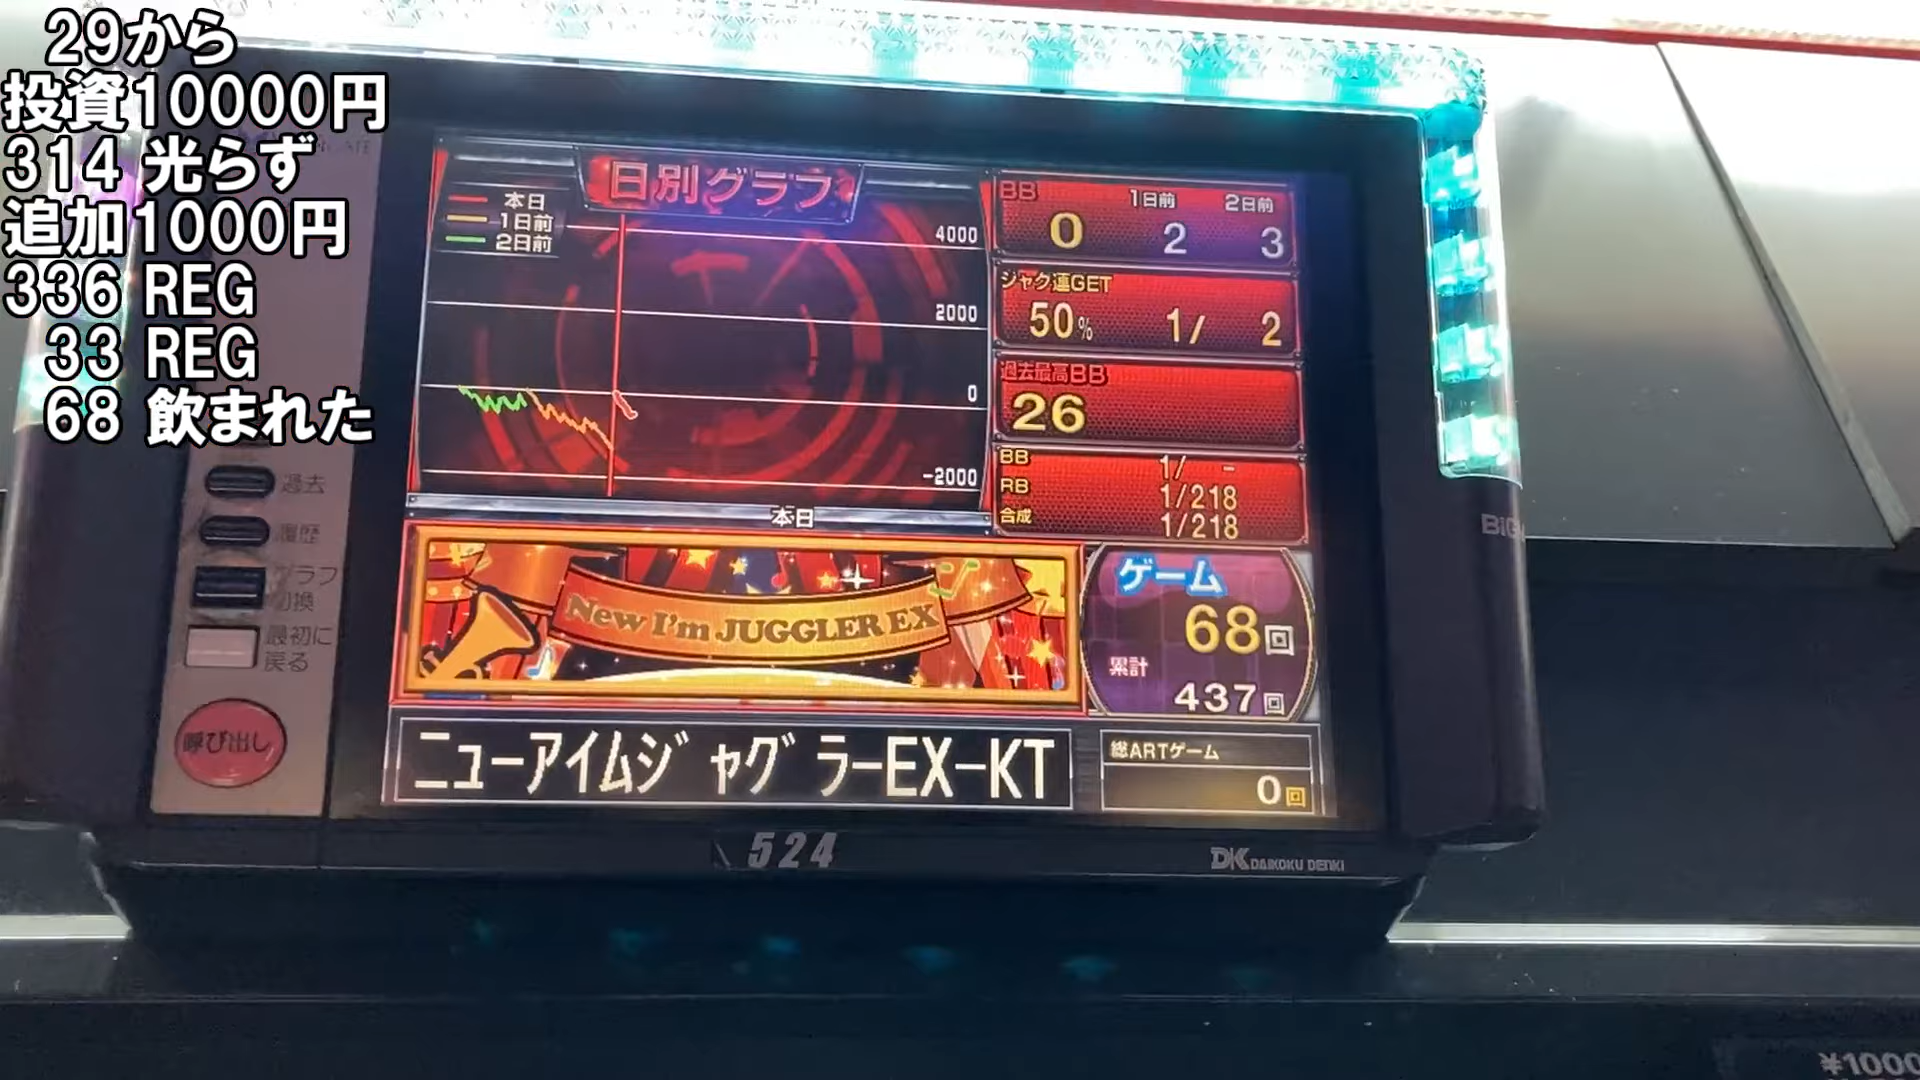 29から
投資10000円
314 光らず
追加1000円
336 REG
33 REG
68 飲まれた
日別グラフ
本日
1日前
2日前
4000
2000
0
-2000
本日
BB 1日前 2日前
0 2 3
ジャグ連GET
50% 1/ 2
過去最高BB
26
BB 1/ -
RB 1/218
合成 1/218
New I'm JUGGLER EX
ゲーム
68回
累計
437回
ニューアイムジャグラーEX-KT
総ARTゲーム
0回
過去
履歴
グラフ
切換
最初に
戻る
呼び出し
524
DK DAIKOKU DENKI
¥1000